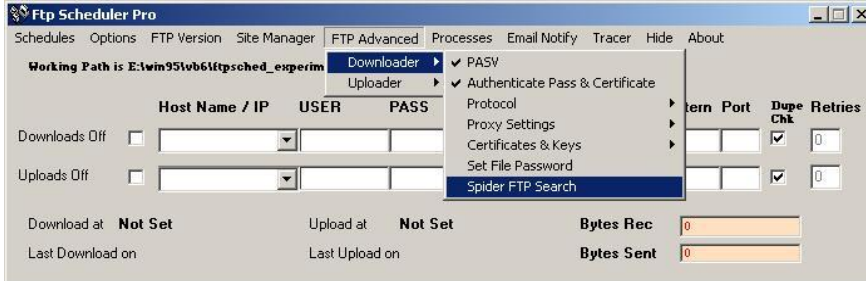 Ftp Scheduler Pro
Schedules Options FTP Version Site Manager FTP Advanced Processes Email Notify Tracer Hide About
Working Path is E:\win95\vb6\ftpsched_experim
Downloader
Uploader
PASV
Authenticate Pass & Certificate
Protocol
Proxy Settings
Certificates & Keys
Set File Password
Spider FTP Search
Host Name / IP USER PASS tern Port Dupe Chk Retries
Downloads Off 0
Uploads Off 0
Download at Not Set Upload at Not Set Bytes Rec 0
Last Download on Last Upload on Bytes Sent 0